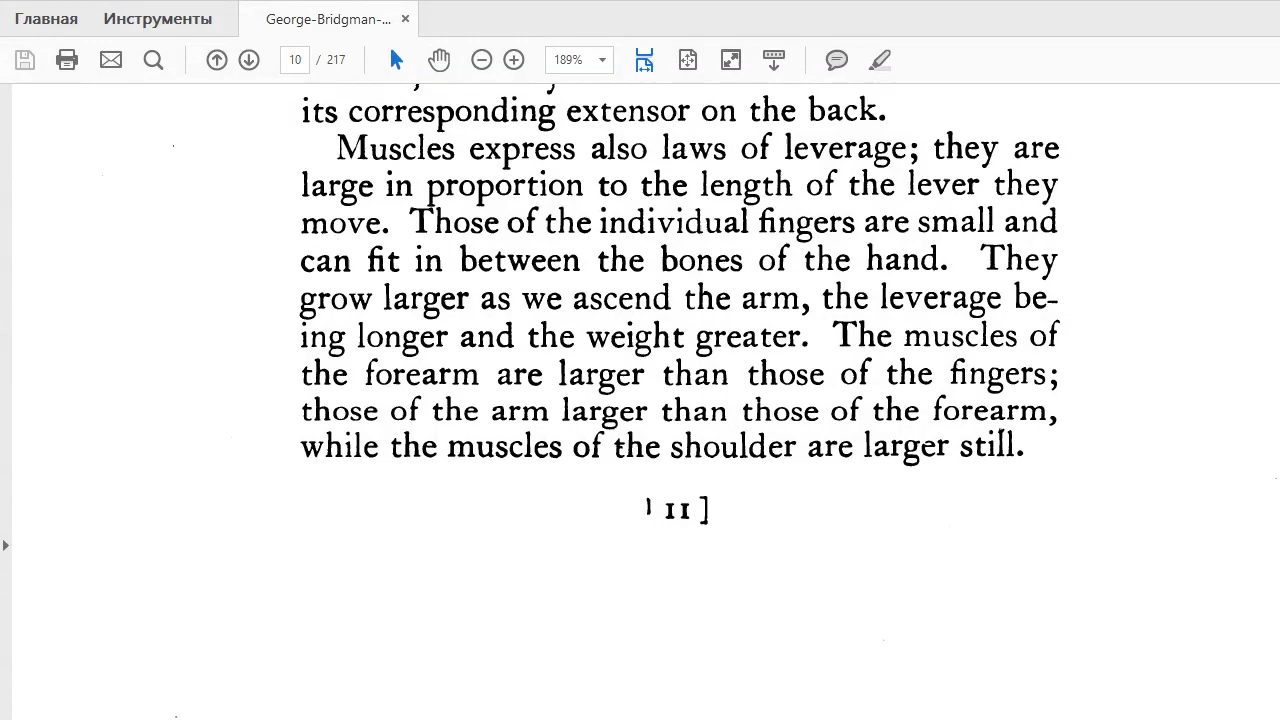 Главная
Инструменты
George-Bridgman-...
10 / 217
189%
its corresponding extensor on the back.
Muscles express also laws of leverage; they are
large in proportion to the length of the lever they
move. Those of the individual fingers are small and
can fit in between the bones of the hand. They
grow larger as we ascend the arm, the leverage be-
ing longer and the weight greater. The muscles of
the forearm are larger than those of the fingers;
those of the arm larger than those of the forearm,
while the muscles of the shoulder are larger still.
11 ]